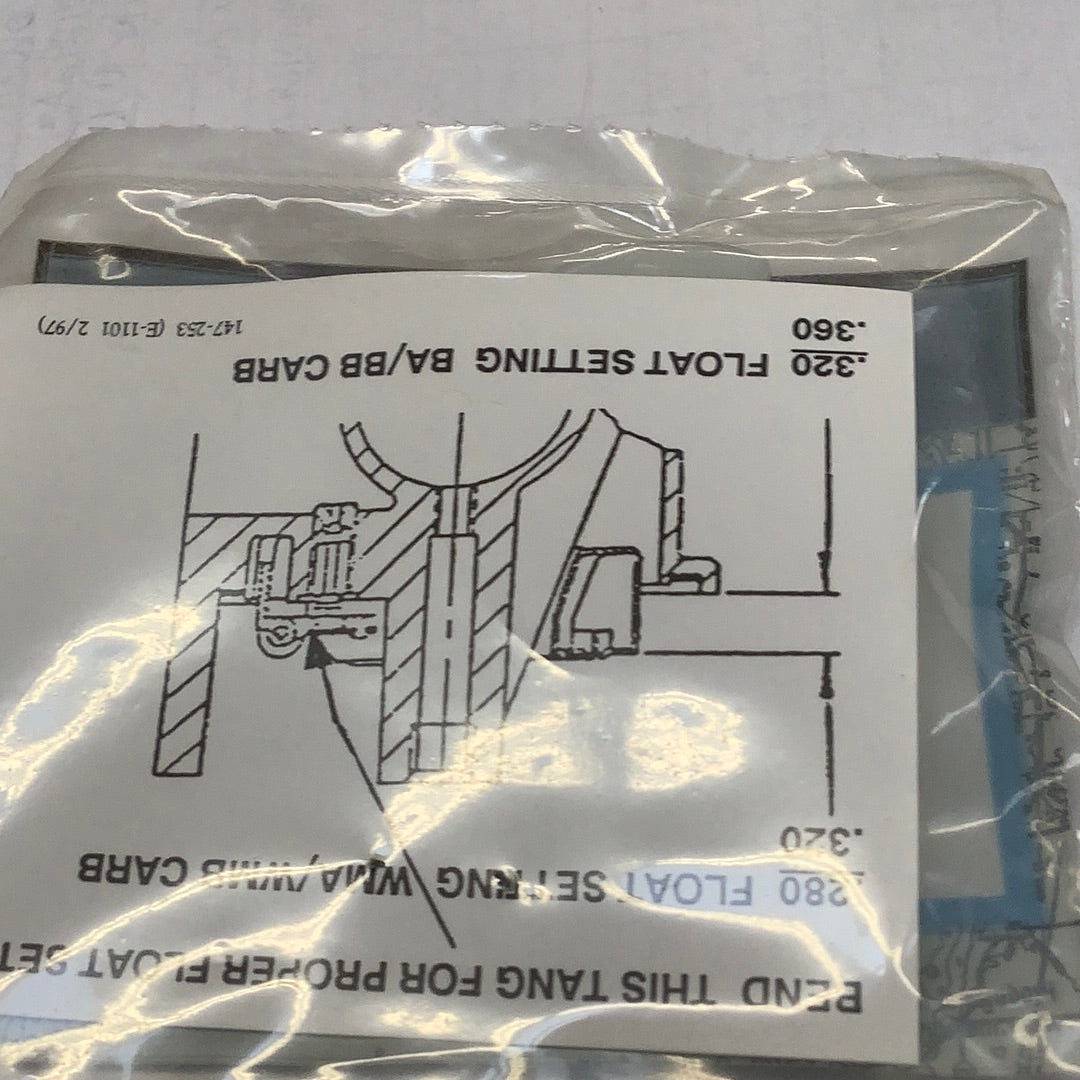 BEND THIS TANG FOR PROPER FLOAT SET
.280 FLOAT SETTING WMA/WMB CARB
.320
.320 FLOAT SETTING BA/BB CARB
.360
147-253 (E-1101 2/97)